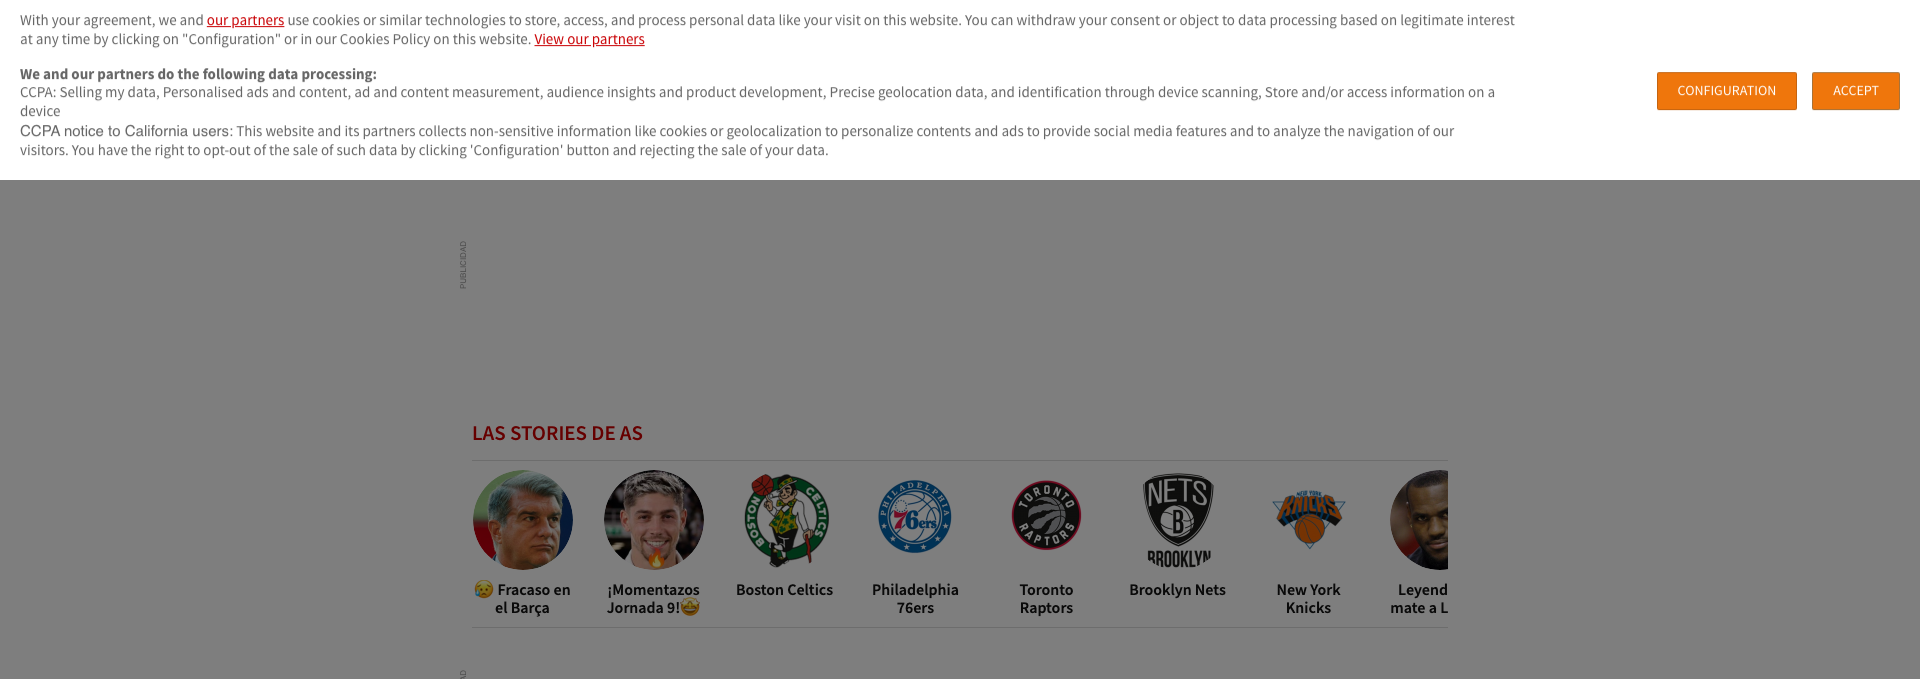 With your agreement, we and our partners use cookies or similar technologies to store, access, and process personal data like your visit on this website. You can withdraw your consent or object to data processing based on legitimate interest
at any time by clicking on "Configuration" or in our Cookies Policy on this website. View our partners
We and our partners do the following data processing:
CCPA: Selling my data, Personalised ads and content, ad and content measurement, audience insights and product development, Precise geolocation data, and identification through device scanning, Store and/or access information on a
device
CCPA notice to California users: This website and its partners collects non-sensitive information like cookies or geolocalization to personalize contents and ads to provide social media features and to analyze the navigation of our
visitors. You have the right to opt-out of the sale of such data by clicking 'Configuration' button and rejecting the sale of your data.
CONFIGURATION
ACCEPT
PUBLICIDAD
LAS STORIES DE AS
BOSTON CELTICS
PHILADELPHIA
76ers
TORONTO
RAPTORS
NETS
B
BROOKLYN
NEW YORK
KNICKS
😥 Fracaso en
el Barça
¡Momentazos
Jornada 9!🤩
Boston Celtics
Philadelphia
76ers
Toronto
Raptors
Brooklyn Nets
New York
Knicks
Leyend
mate a L
AD